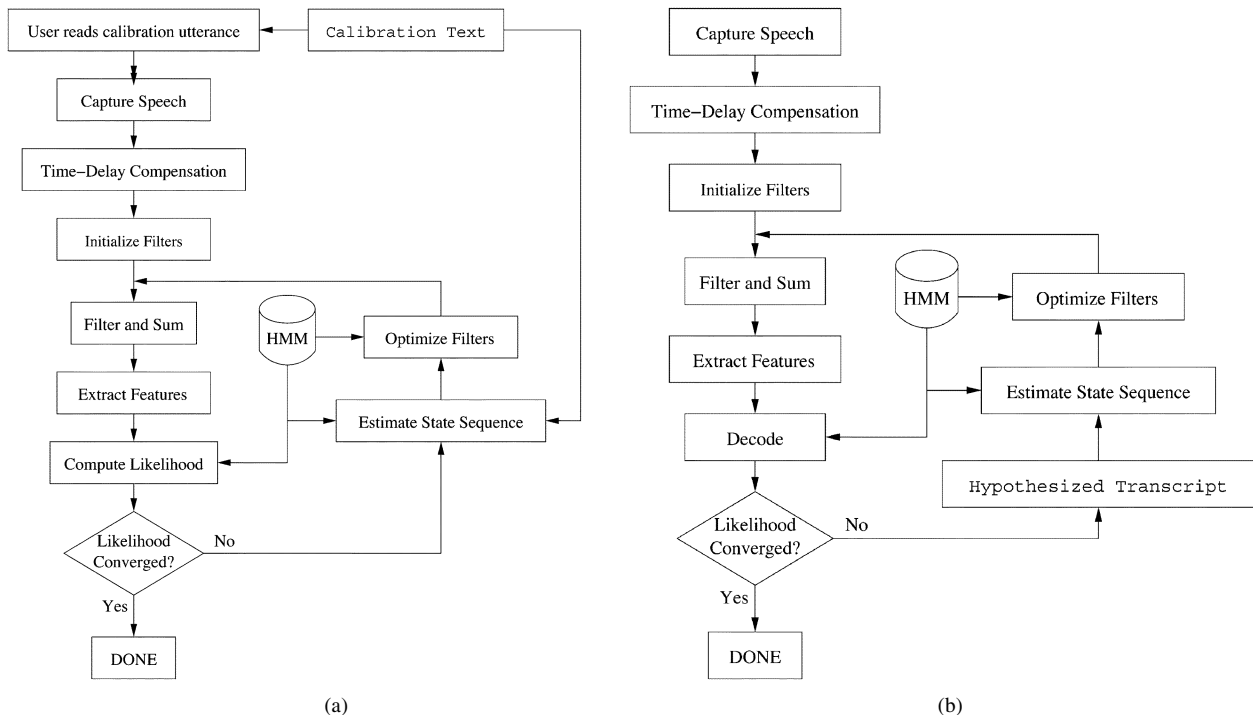 User reads calibration utterance
Calibration Text
Capture Speech
Time-Delay Compensation
Initialize Filters
Filter and Sum
HMM
Optimize Filters
Extract Features
Estimate State Sequence
Compute Likelihood
Likelihood
Converged?
No
Yes
DONE
(a)
Capture Speech
Time-Delay Compensation
Initialize Filters
Filter and Sum
HMM
Optimize Filters
Extract Features
Estimate State Sequence
Decode
Hypothesized Transcript
Likelihood
Converged?
No
Yes
DONE
(b)